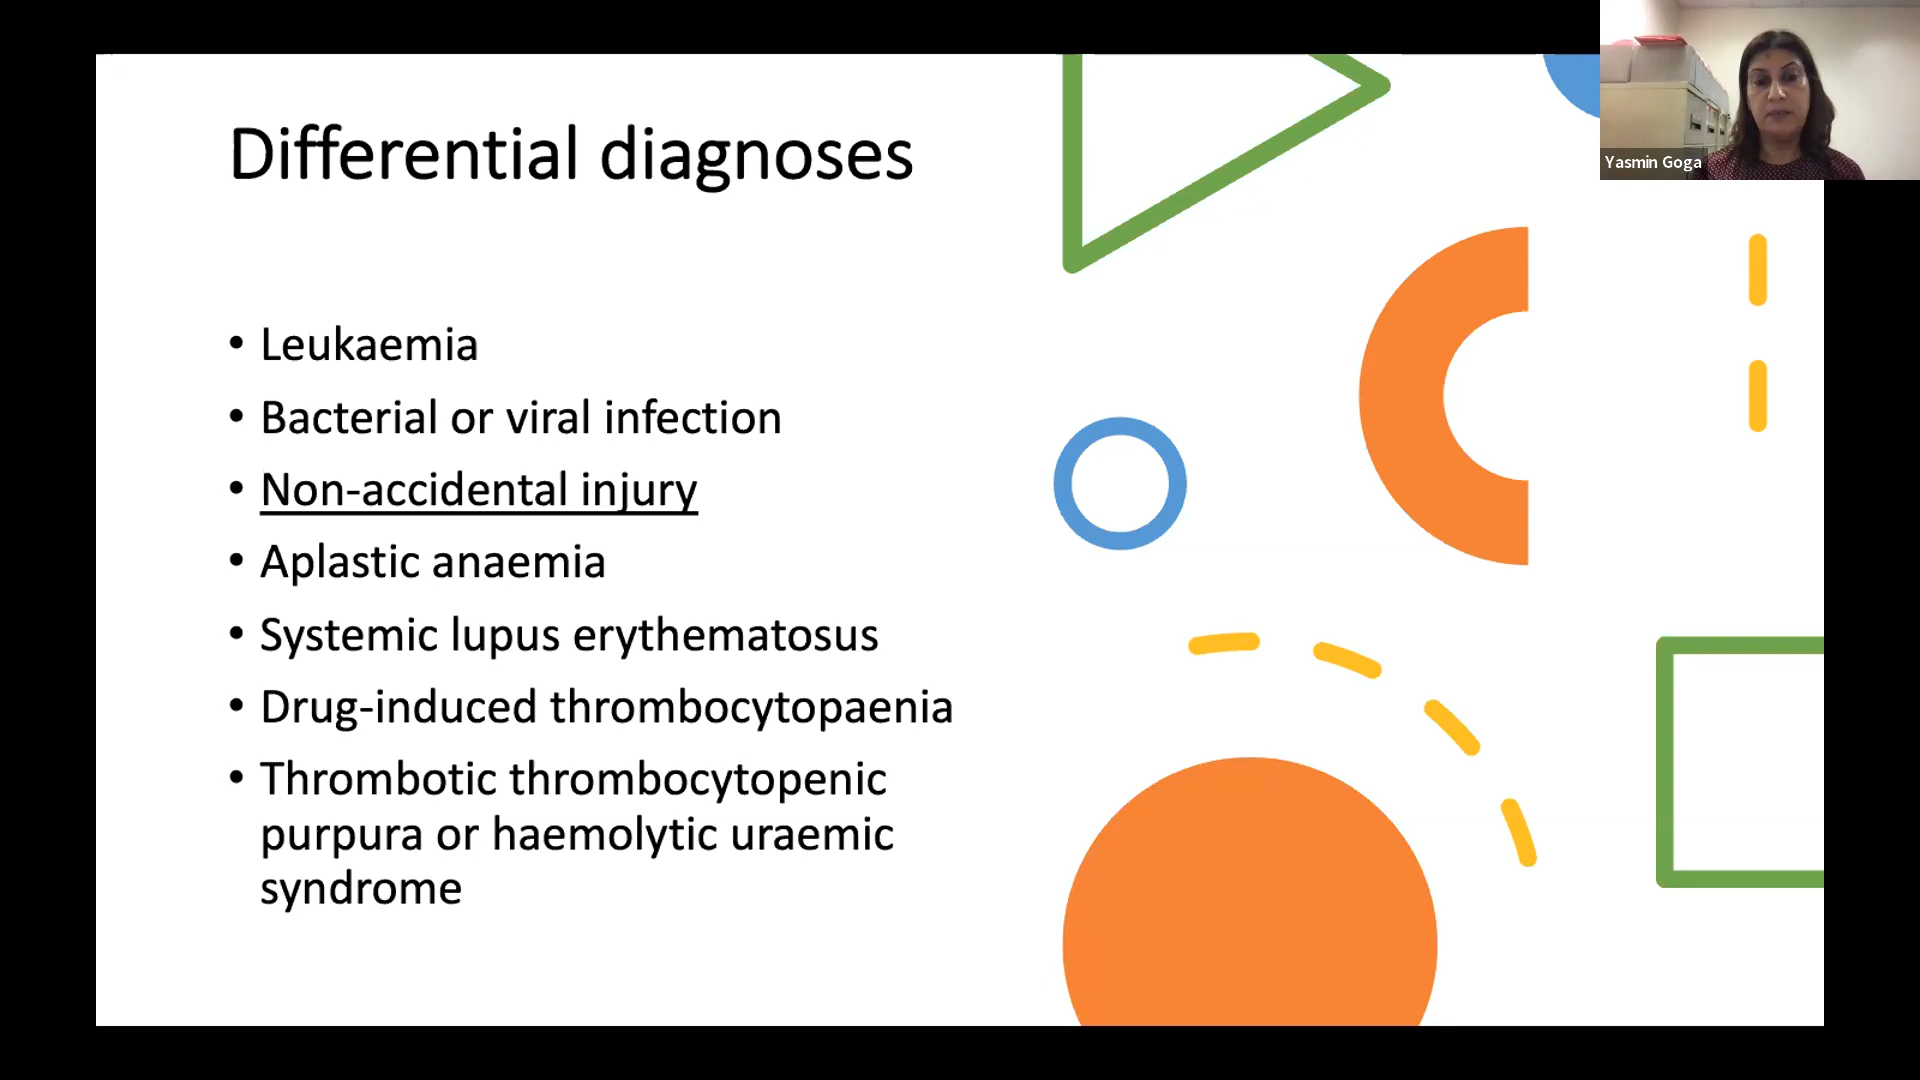 Differential diagnoses
• Leukaemia
• Bacterial or viral infection
• Non-accidental injury
• Aplastic anaemia
• Systemic lupus erythematosus
• Drug-induced thrombocytopaenia
• Thrombotic thrombocytopenic
purpura or haemolytic uraemic
syndrome
Yasmin Goga